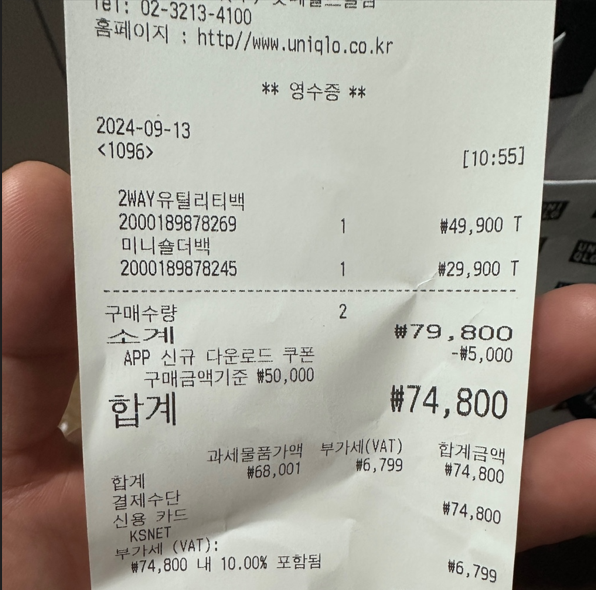 Tel: 02-3213-4100
홈페이지 : http//www.uniqlo.co.kr
** 영수증 **
2024-09-13
<1096> [10:55]
2WAY유틸리티백
2000189878269 1 ₩49,900 T
미니숄더백
2000189878245 1 ₩29,900 T
구매수량 2
소계 ₩79,800
APP 신규 다운로드 쿠폰 -₩5,000
구매금액기준 ₩50,000
합계 ₩74,800
과세물품가액 부가세(VAT) 합계금액
합계 ₩68,001 ₩6,799 ₩74,800
결제수단
신용 카드 ₩74,800
KSNET
부가세 (VAT):
₩74,800 내 10.00% 포함됨 ₩6,799